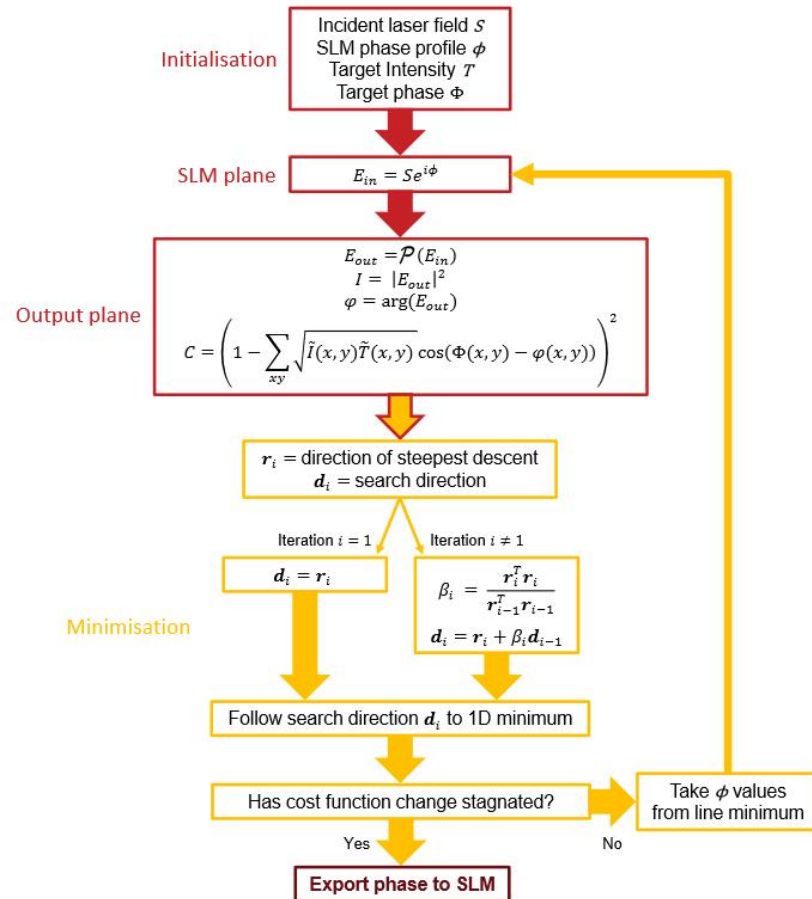 Initialisation
Incident laser field S
SLM phase profile ϕ
Target Intensity T
Target phase Φ
SLM plane
E_in = Se^{iϕ}
Output plane
E_out = 𝒫(E_in)
I = |E_out|^2
φ = arg(E_out)
C = (1 − ∑_{xy} √(Ĩ(x, y)T̃(x, y)) cos(Φ(x, y) − φ(x, y)))^2
r_i = direction of steepest descent
d_i = search direction
Iteration i = 1
Iteration i ≠ 1
Minimisation
d_i = r_i
β_i = r_i^T r_i / r_{i−1}^T r_{i−1}
d_i = r_i + β_i d_{i−1}
Follow search direction d_i to 1D minimum
Has cost function change stagnated?
Take ϕ values
from line minimum
Yes
No
Export phase to SLM